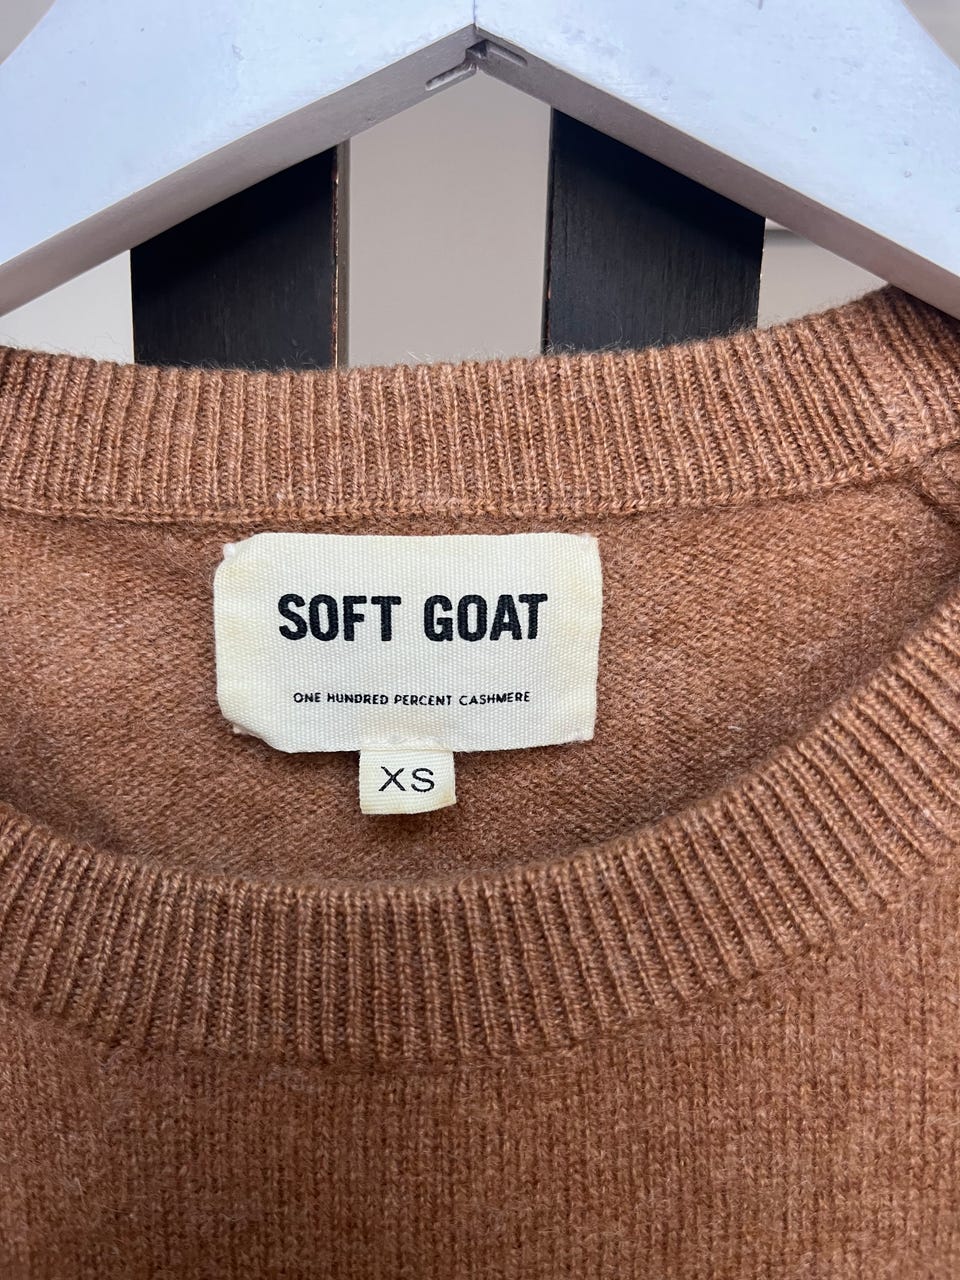 SOFT GOAT
ONE HUNDRED PERCENT CASHMERE
XS